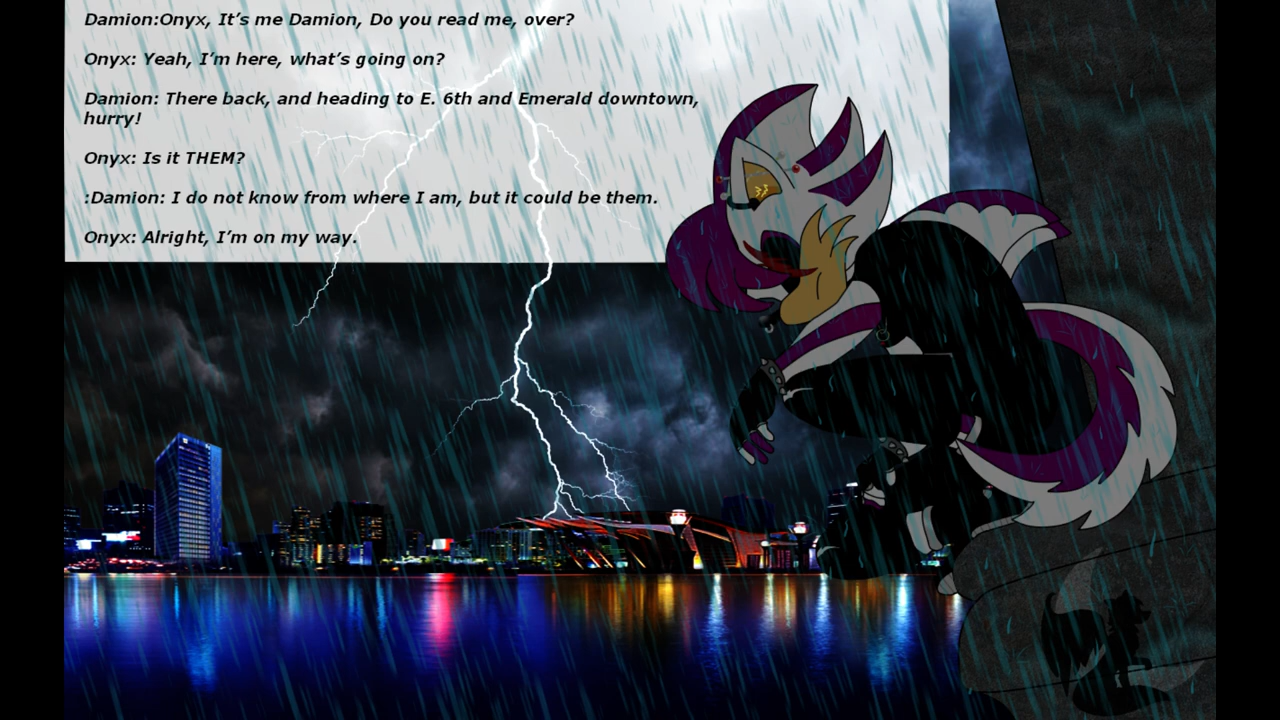 Damion:Onyx, It’s me Damion, Do you read me, over?
Onyx: Yeah, I’m here, what’s going on?
Damion: There back, and heading to E. 6th and Emerald downtown,
hurry!
Onyx: Is it THEM?
:Damion: I do not know from where I am, but it could be them.
Onyx: Alright, I’m on my way.